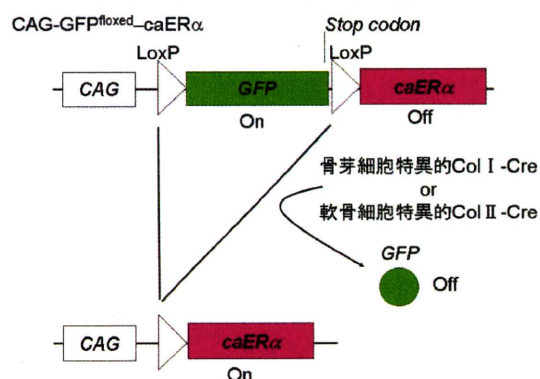 CAG-GFPfloxed–caERα
Stop codon
LoxP
LoxP
CAG
GFP
caERα
On
Off
骨芽細胞特異的Col Ⅰ-Cre
or
軟骨細胞特異的Col Ⅱ-Cre
GFP
Off
CAG
caERα
On